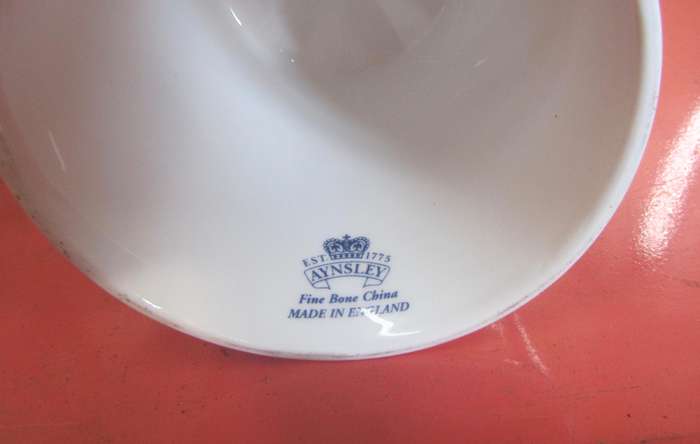 EST 1775
AYNSLEY
Fine Bone China
MADE IN ENGLAND